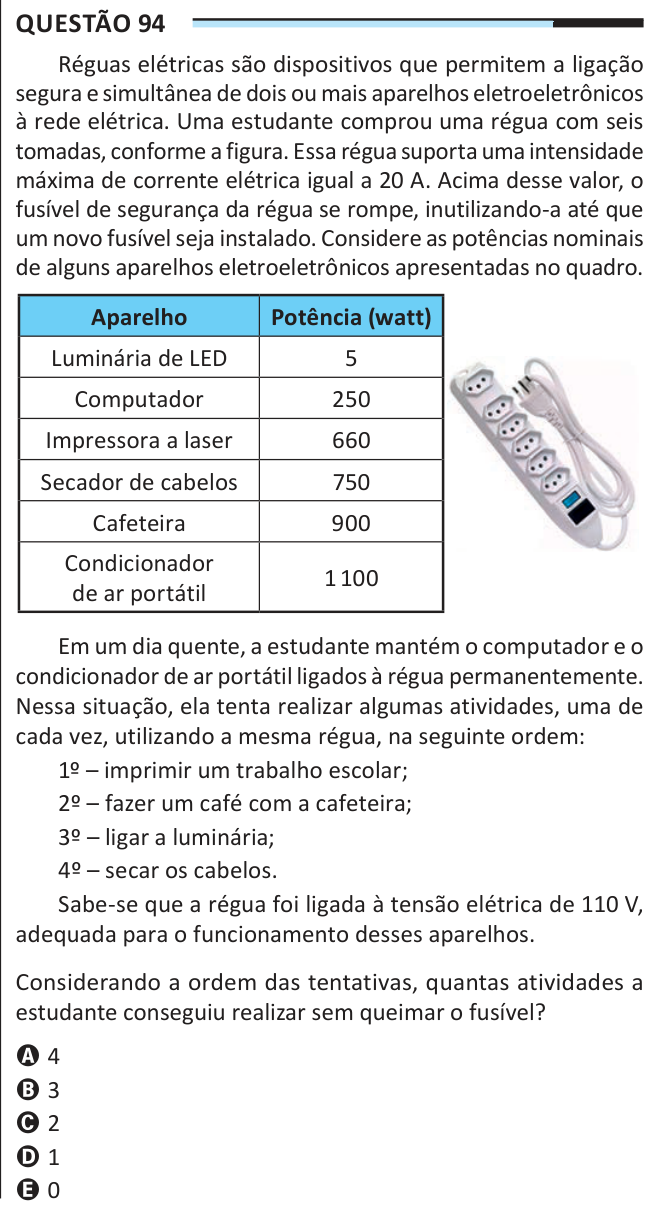 QUESTÃO 94
Réguas elétricas são dispositivos que permitem a ligação
segura e simultânea de dois ou mais aparelhos eletroeletrônicos
à rede elétrica. Uma estudante comprou uma régua com seis
tomadas, conforme a figura. Essa régua suporta uma intensidade
máxima de corrente elétrica igual a 20 A. Acima desse valor, o
fusível de segurança da régua se rompe, inutilizando-a até que
um novo fusível seja instalado. Considere as potências nominais
de alguns aparelhos eletroeletrônicos apresentadas no quadro.
Aparelho Potência (watt)
Luminária de LED 5
Computador 250
Impressora a laser 660
Secador de cabelos 750
Cafeteira 900
Condicionador
de ar portátil 1 100
Em um dia quente, a estudante mantém o computador e o
condicionador de ar portátil ligados à régua permanentemente.
Nessa situação, ela tenta realizar algumas atividades, uma de
cada vez, utilizando a mesma régua, na seguinte ordem:
1º – imprimir um trabalho escolar;
2º – fazer um café com a cafeteira;
3º – ligar a luminária;
4º – secar os cabelos.
Sabe-se que a régua foi ligada à tensão elétrica de 110 V,
adequada para o funcionamento desses aparelhos.
Considerando a ordem das tentativas, quantas atividades a
estudante conseguiu realizar sem queimar o fusível?
A 4
B 3
C 2
D 1
E 0